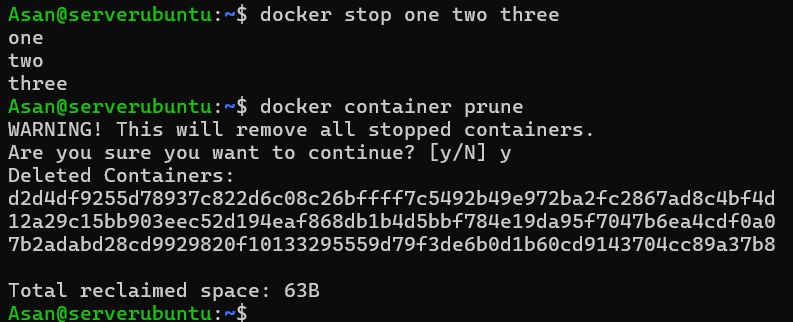 Asan@serverubuntu:~$ docker stop one two three
one
two
three
Asan@serverubuntu:~$ docker container prune
WARNING! This will remove all stopped containers.
Are you sure you want to continue? [y/N] y
Deleted Containers:
d2d4df9255d78937c822d6c08c26bffff7c5492b49e972ba2fc2867ad8c4bf4d
12a29c15bb903eec52d194eaf868db1b4d5bbf784e19da95f7047b6ea4cdf0a0
7b2adabd28cd9929820f10133295559d79f3de6b0d1b60cd9143704cc89a37b8
Total reclaimed space: 63B
Asan@serverubuntu:~$